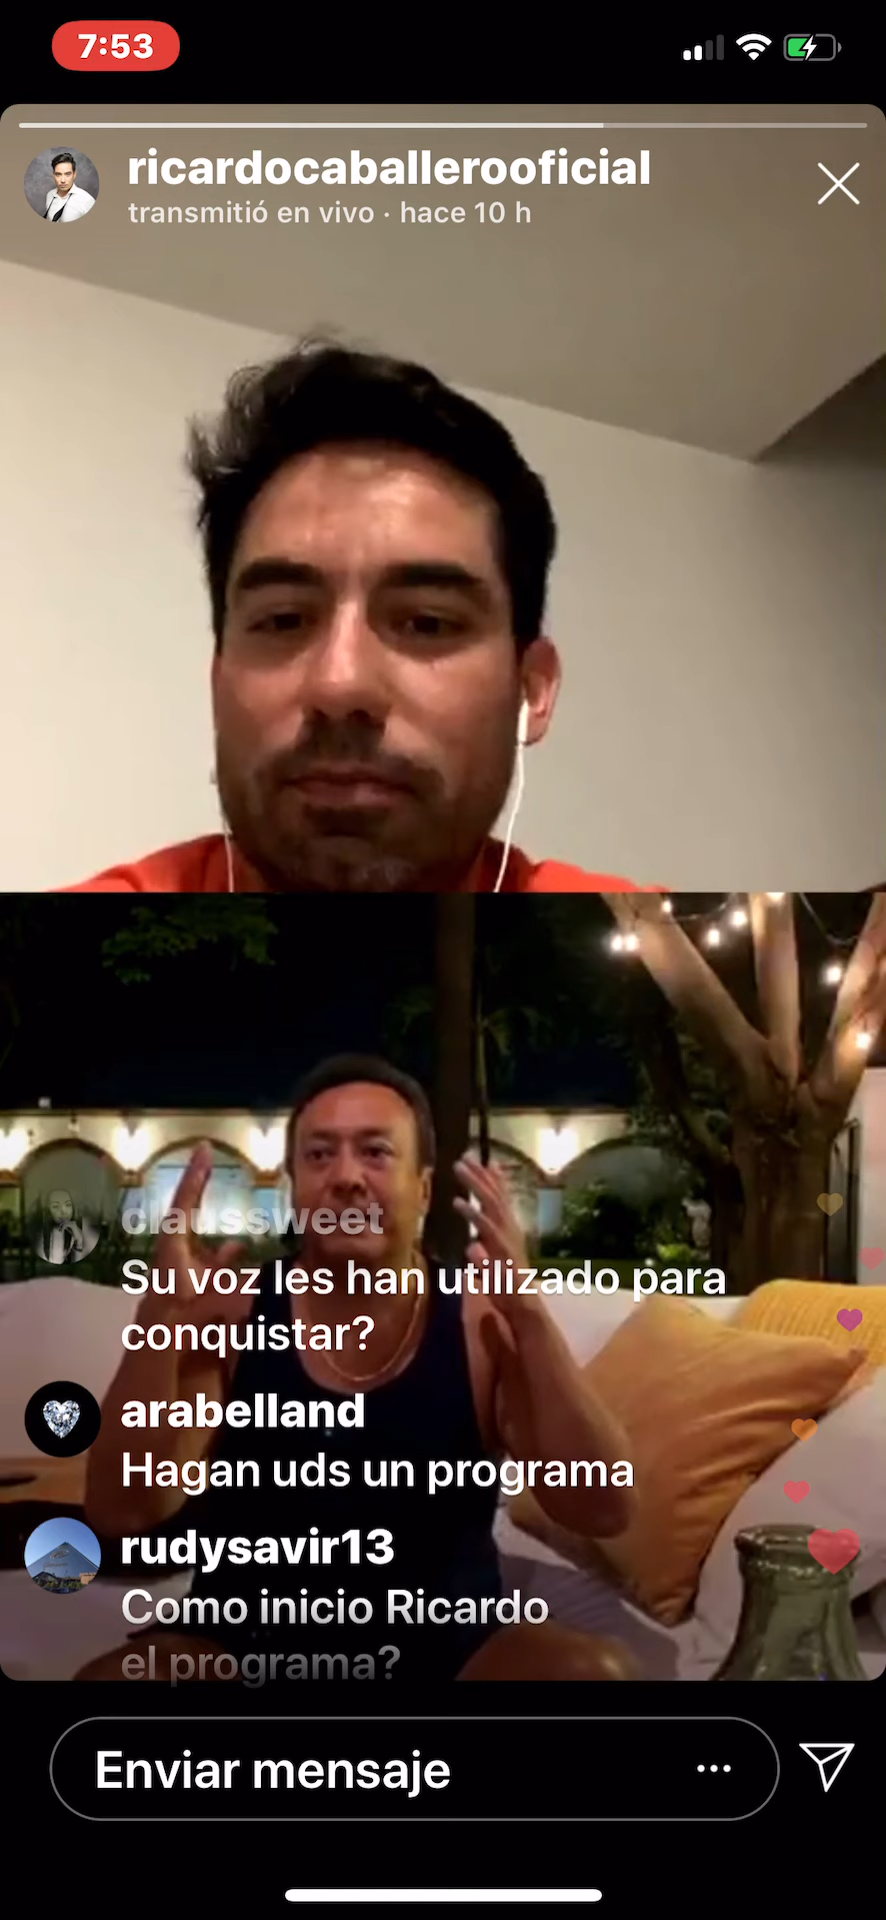 7:53
ricardocaballerooficial
transmitió en vivo · hace 10 h
claussweet
Su voz les han utilizado para
conquistar?
arabelland
Hagan uds un programa
rudysavir13
Como inicio Ricardo
el programa?
Enviar mensaje